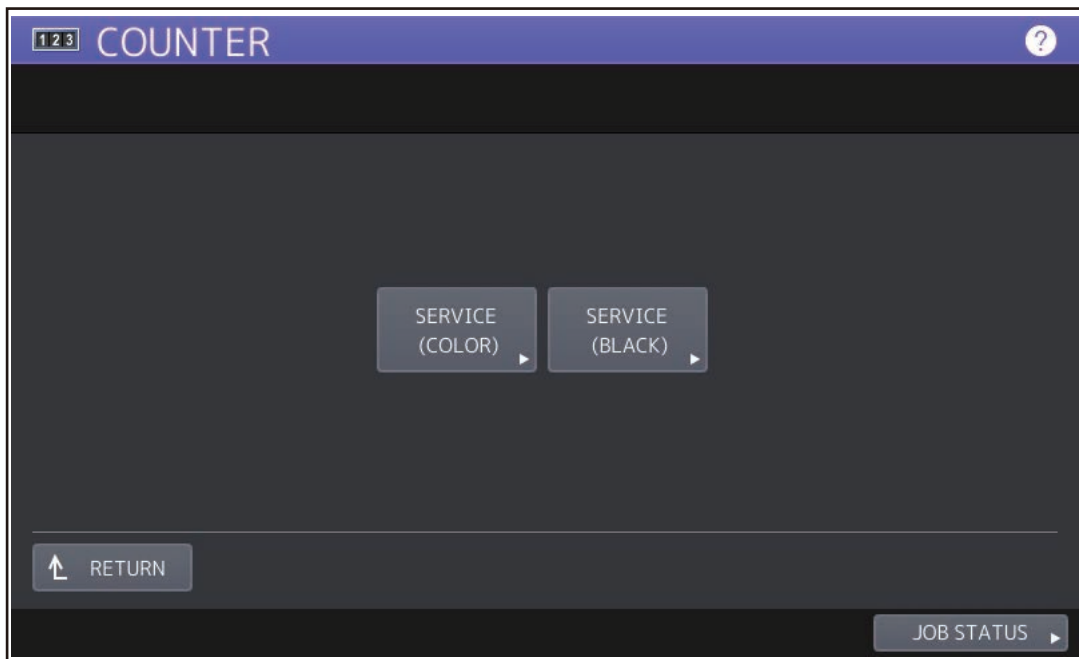 123 COUNTER ?
SERVICE
(COLOR)
SERVICE
(BLACK)
RETURN
JOB STATUS